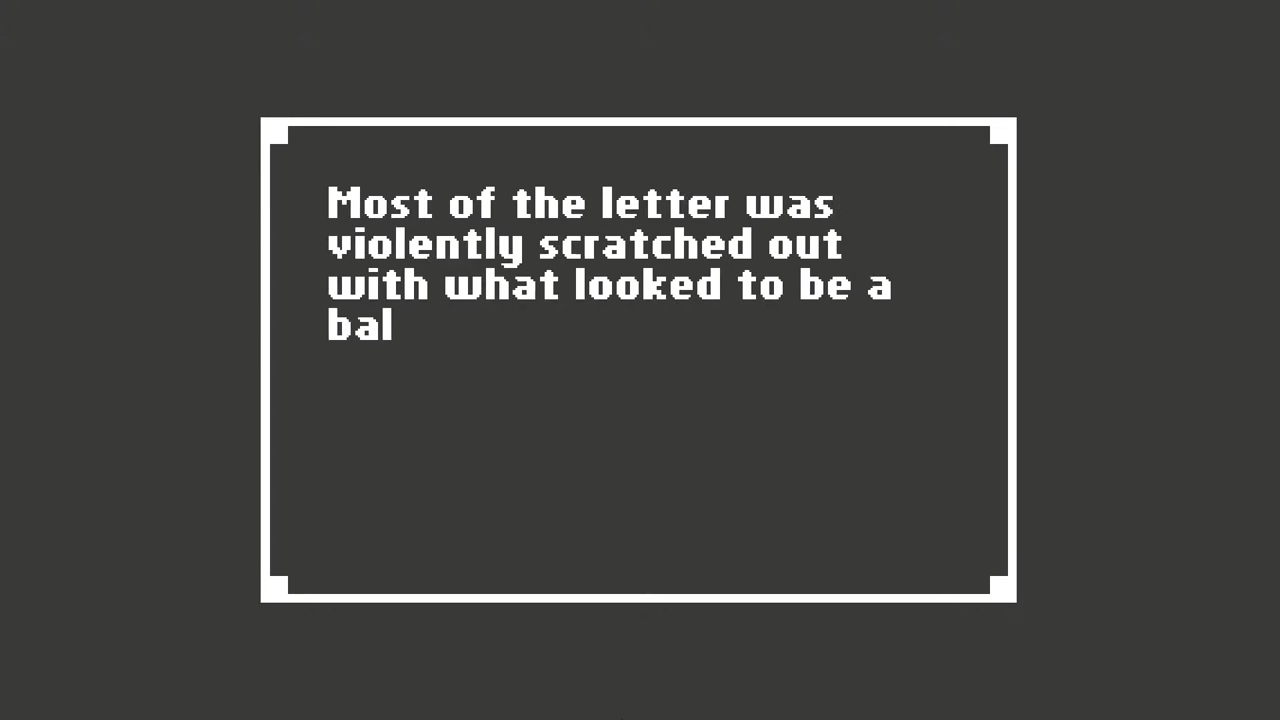 Most of the letter was
violently scratched out
with what looked to be a
bal